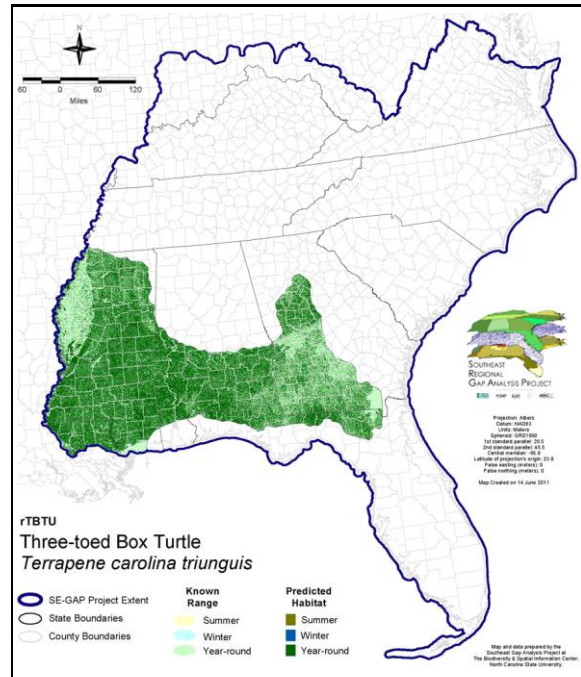 N
60 0 60 120
Miles
SOUTHEAST
REGIONAL
GAP ANALYSIS PROJECT
Projection: Albers
Datum: NAD83
Units: Meters
Spheroid: GRS1980
1st standard parallel: 29.5
2nd standard parallel: 45.5
Central meridian: -96.0
Latitude of projection's origin: 23.0
False easting (meters): 0
False northing (meters): 0
Map Created on 14 June 2011
rTBTU
Three-toed Box Turtle
Terrapene carolina triunguis
SE-GAP Project Extent
State Boundaries
County Boundaries
Known
Range
Summer
Winter
Year-round
Predicted
Habitat
Summer
Winter
Year-round
Map and data prepared by the
Southeast Gap Analysis Project at
The Biodiversity & Spatial Information Center,
North Carolina State University.